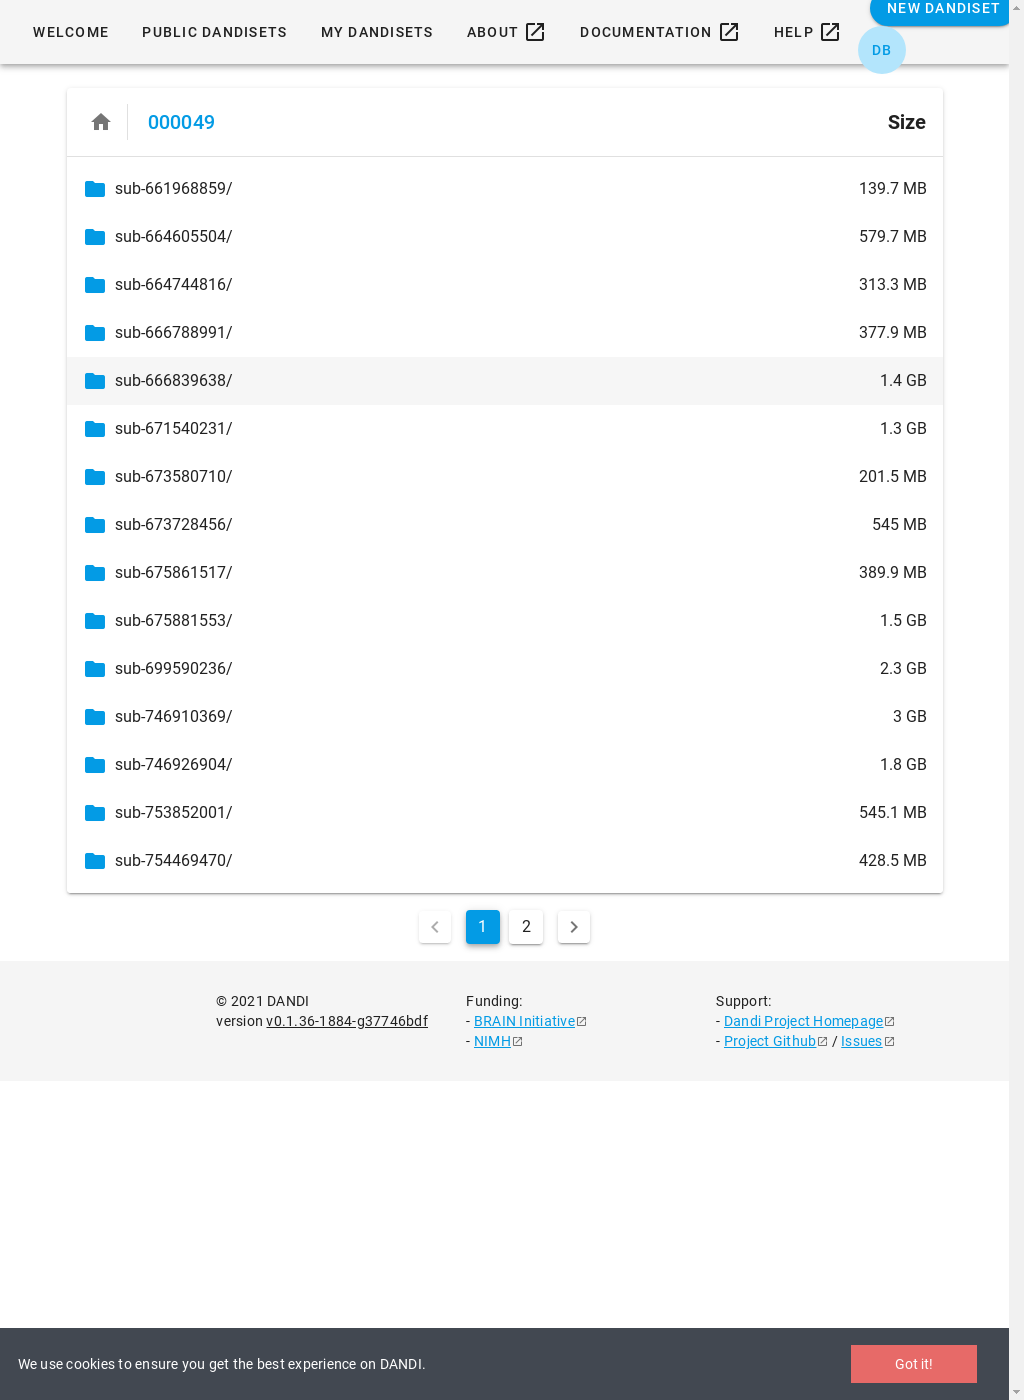 NEW DANDISET
WELCOME PUBLIC DANDISETS MY DANDISETS ABOUT DOCUMENTATION HELP
DB
000049 Size
sub-661968859/ 139.7 MB
sub-664605504/ 579.7 MB
sub-664744816/ 313.3 MB
sub-666788991/ 377.9 MB
sub-666839638/ 1.4 GB
sub-671540231/ 1.3 GB
sub-673580710/ 201.5 MB
sub-673728456/ 545 MB
sub-675861517/ 389.9 MB
sub-675881553/ 1.5 GB
sub-699590236/ 2.3 GB
sub-746910369/ 3 GB
sub-746926904/ 1.8 GB
sub-753852001/ 545.1 MB
sub-754469470/ 428.5 MB
1 2
© 2021 DANDI
version v0.1.36-1884-g37746bdf
Funding:
- BRAIN Initiative
- NIMH
Support:
- Dandi Project Homepage
- Project Github / Issues
We use cookies to ensure you get the best experience on DANDI. Got it!